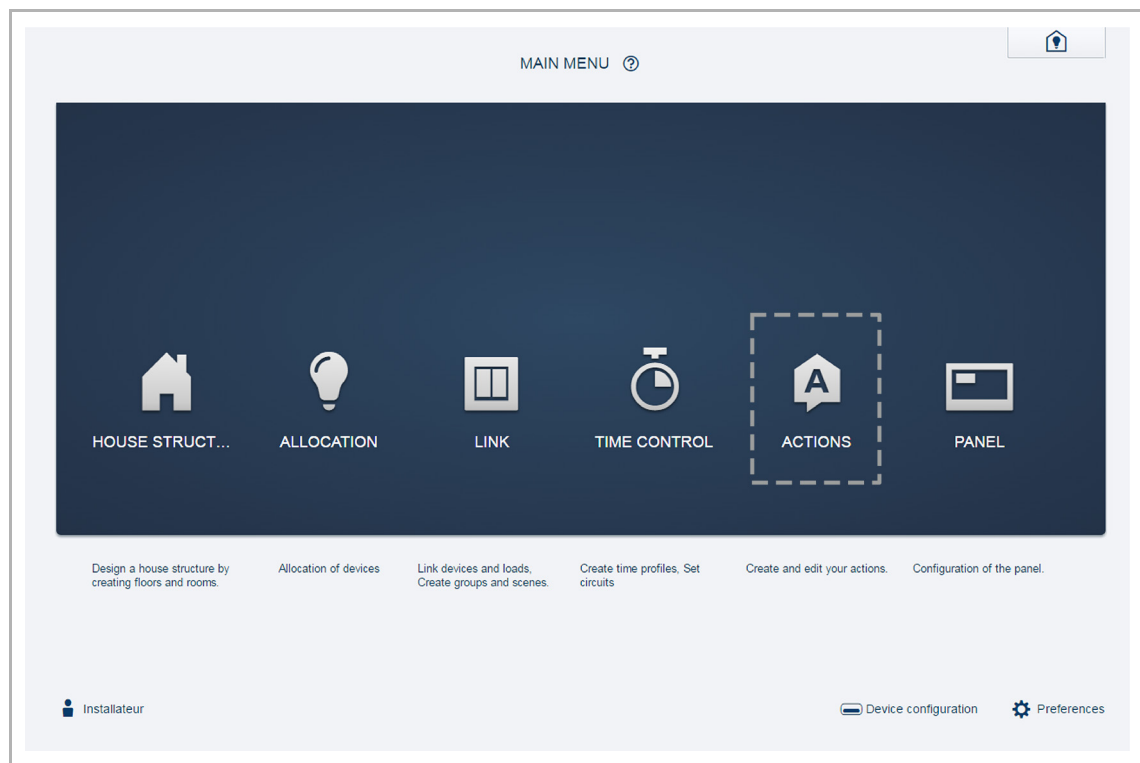 MAIN MENU ?
HOUSE STRUCT...
ALLOCATION
LINK
TIME CONTROL
A
ACTIONS
PANEL
Design a house structure by
creating floors and rooms.
Allocation of devices
Link devices and loads,
Create groups and scenes.
Create time profiles, Set
circuits
Create and edit your actions.
Configuration of the panel.
Installateur
Device configuration
Preferences